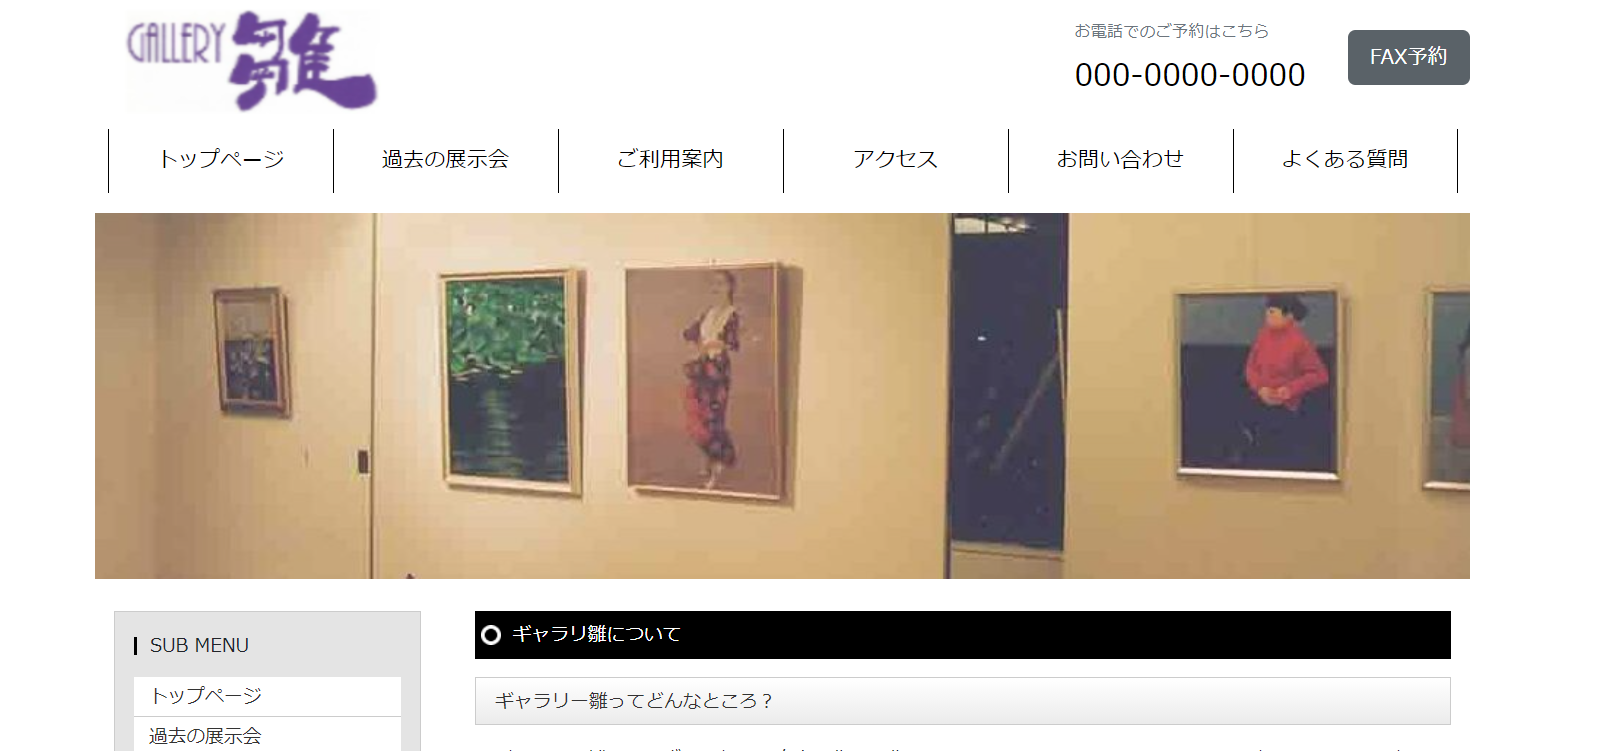 GALLERY 雛
お電話でのご予約はこちら
000-0000-0000
FAX予約
トップページ
過去の展示会
ご利用案内
アクセス
お問い合わせ
よくある質問
SUB MENU
トップページ
過去の展示会
ギャラリ雛について
ギャラリー雛ってどんなところ？